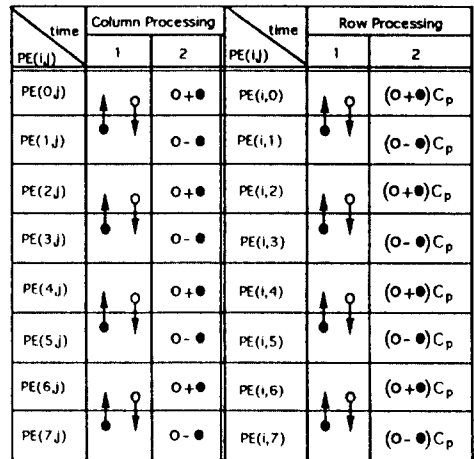 time Column Processing time Row Processing
PE(i,j) 1 2 PE(i,j) 1 2
PE(0,j) O+● PE(i,0) (O+●)Cp
PE(1,j) O-● PE(i,1) (O-●)Cp
PE(2,j) O+● PE(i,2) (O+●)Cp
PE(3,j) O-● PE(i,3) (O-●)Cp
PE(4,j) O+● PE(i,4) (O+●)Cp
PE(5,j) O-● PE(i,5) (O-●)Cp
PE(6,j) O+● PE(i,6) (O+●)Cp
PE(7,j) O-● PE(i,7) (O-●)Cp